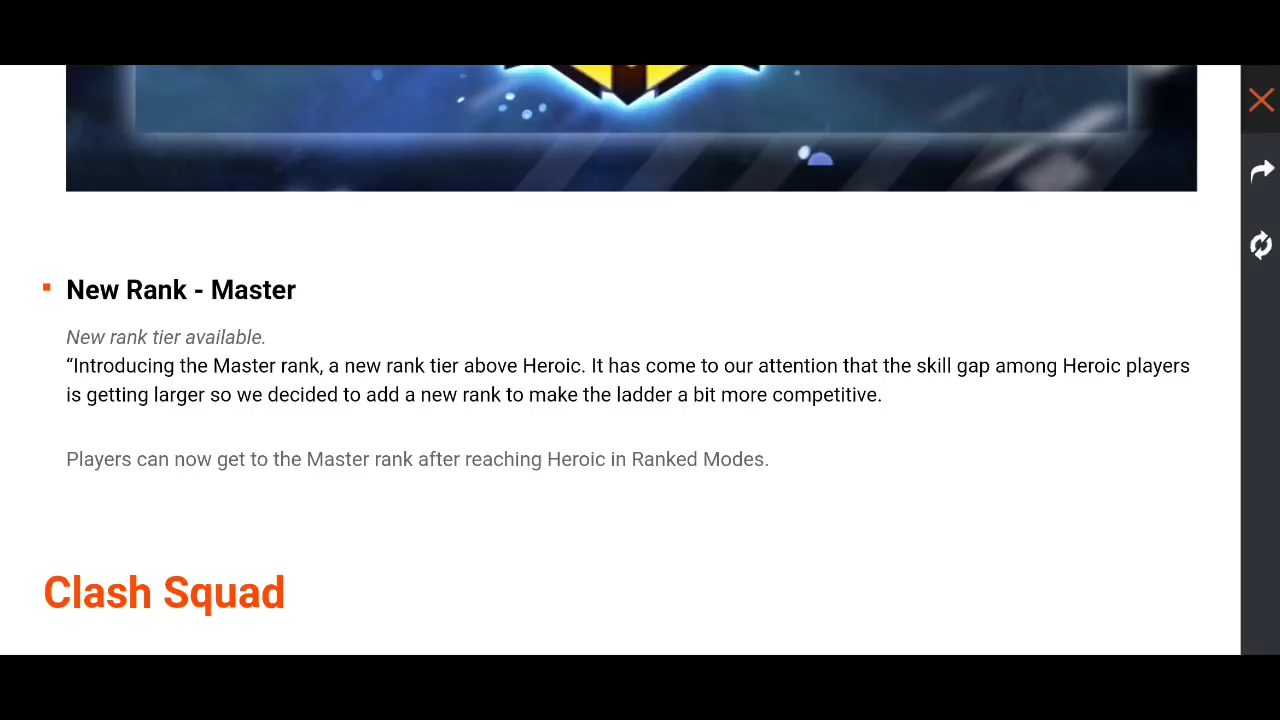 New Rank - Master
New rank tier available.
“Introducing the Master rank, a new rank tier above Heroic. It has come to our attention that the skill gap among Heroic players
is getting larger so we decided to add a new rank to make the ladder a bit more competitive.
Players can now get to the Master rank after reaching Heroic in Ranked Modes.
Clash Squad